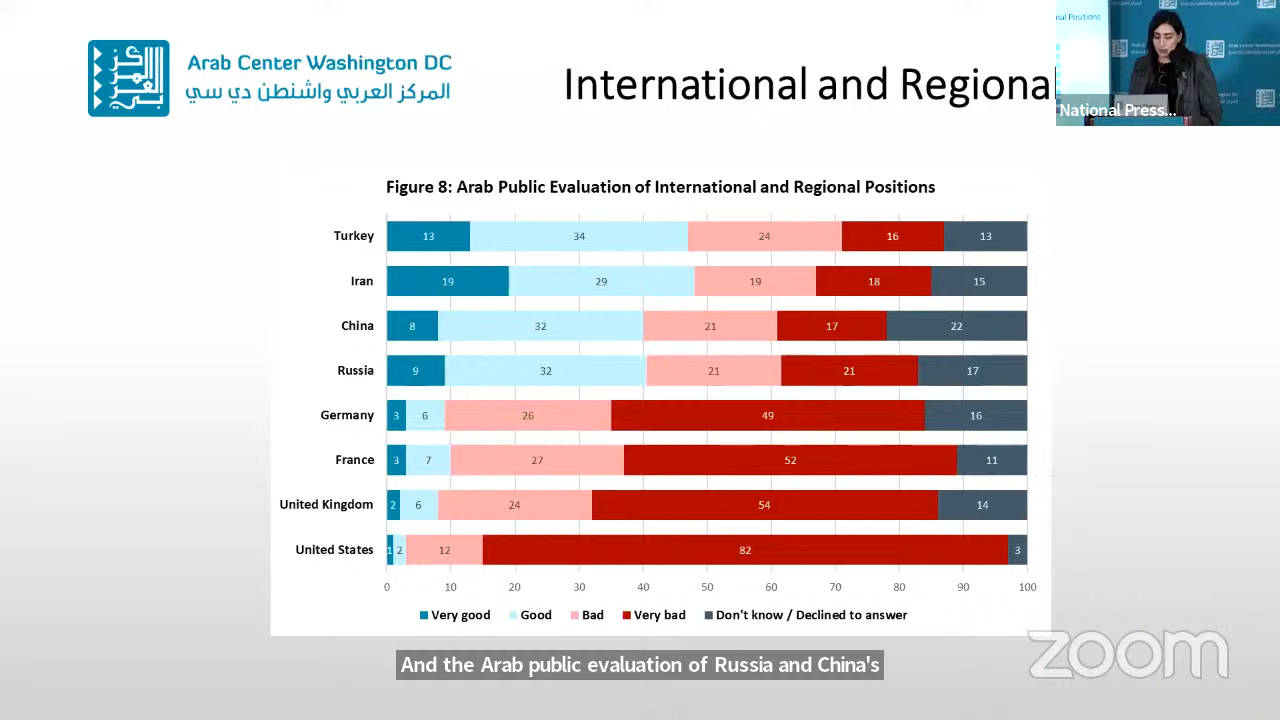 Arab Center Washington DC
المركز العربي واشنطن دي سي
International and Regiona
nal Positions
National Press...
Figure 8: Arab Public Evaluation of International and Regional Positions
Turkey 13 34 24 16 13
Iran 19 29 19 18 15
China 8 32 21 17 22
Russia 9 32 21 21 17
Germany 3 6 26 49 16
France 3 7 27 52 11
United Kingdom 2 6 24 54 14
United States 1 2 12 82 3
0 10 20 30 40 50 60 70 80 90 100
Very good Good Bad Very bad Don't know / Declined to answer
And the Arab public evaluation of Russia and China's
zoom